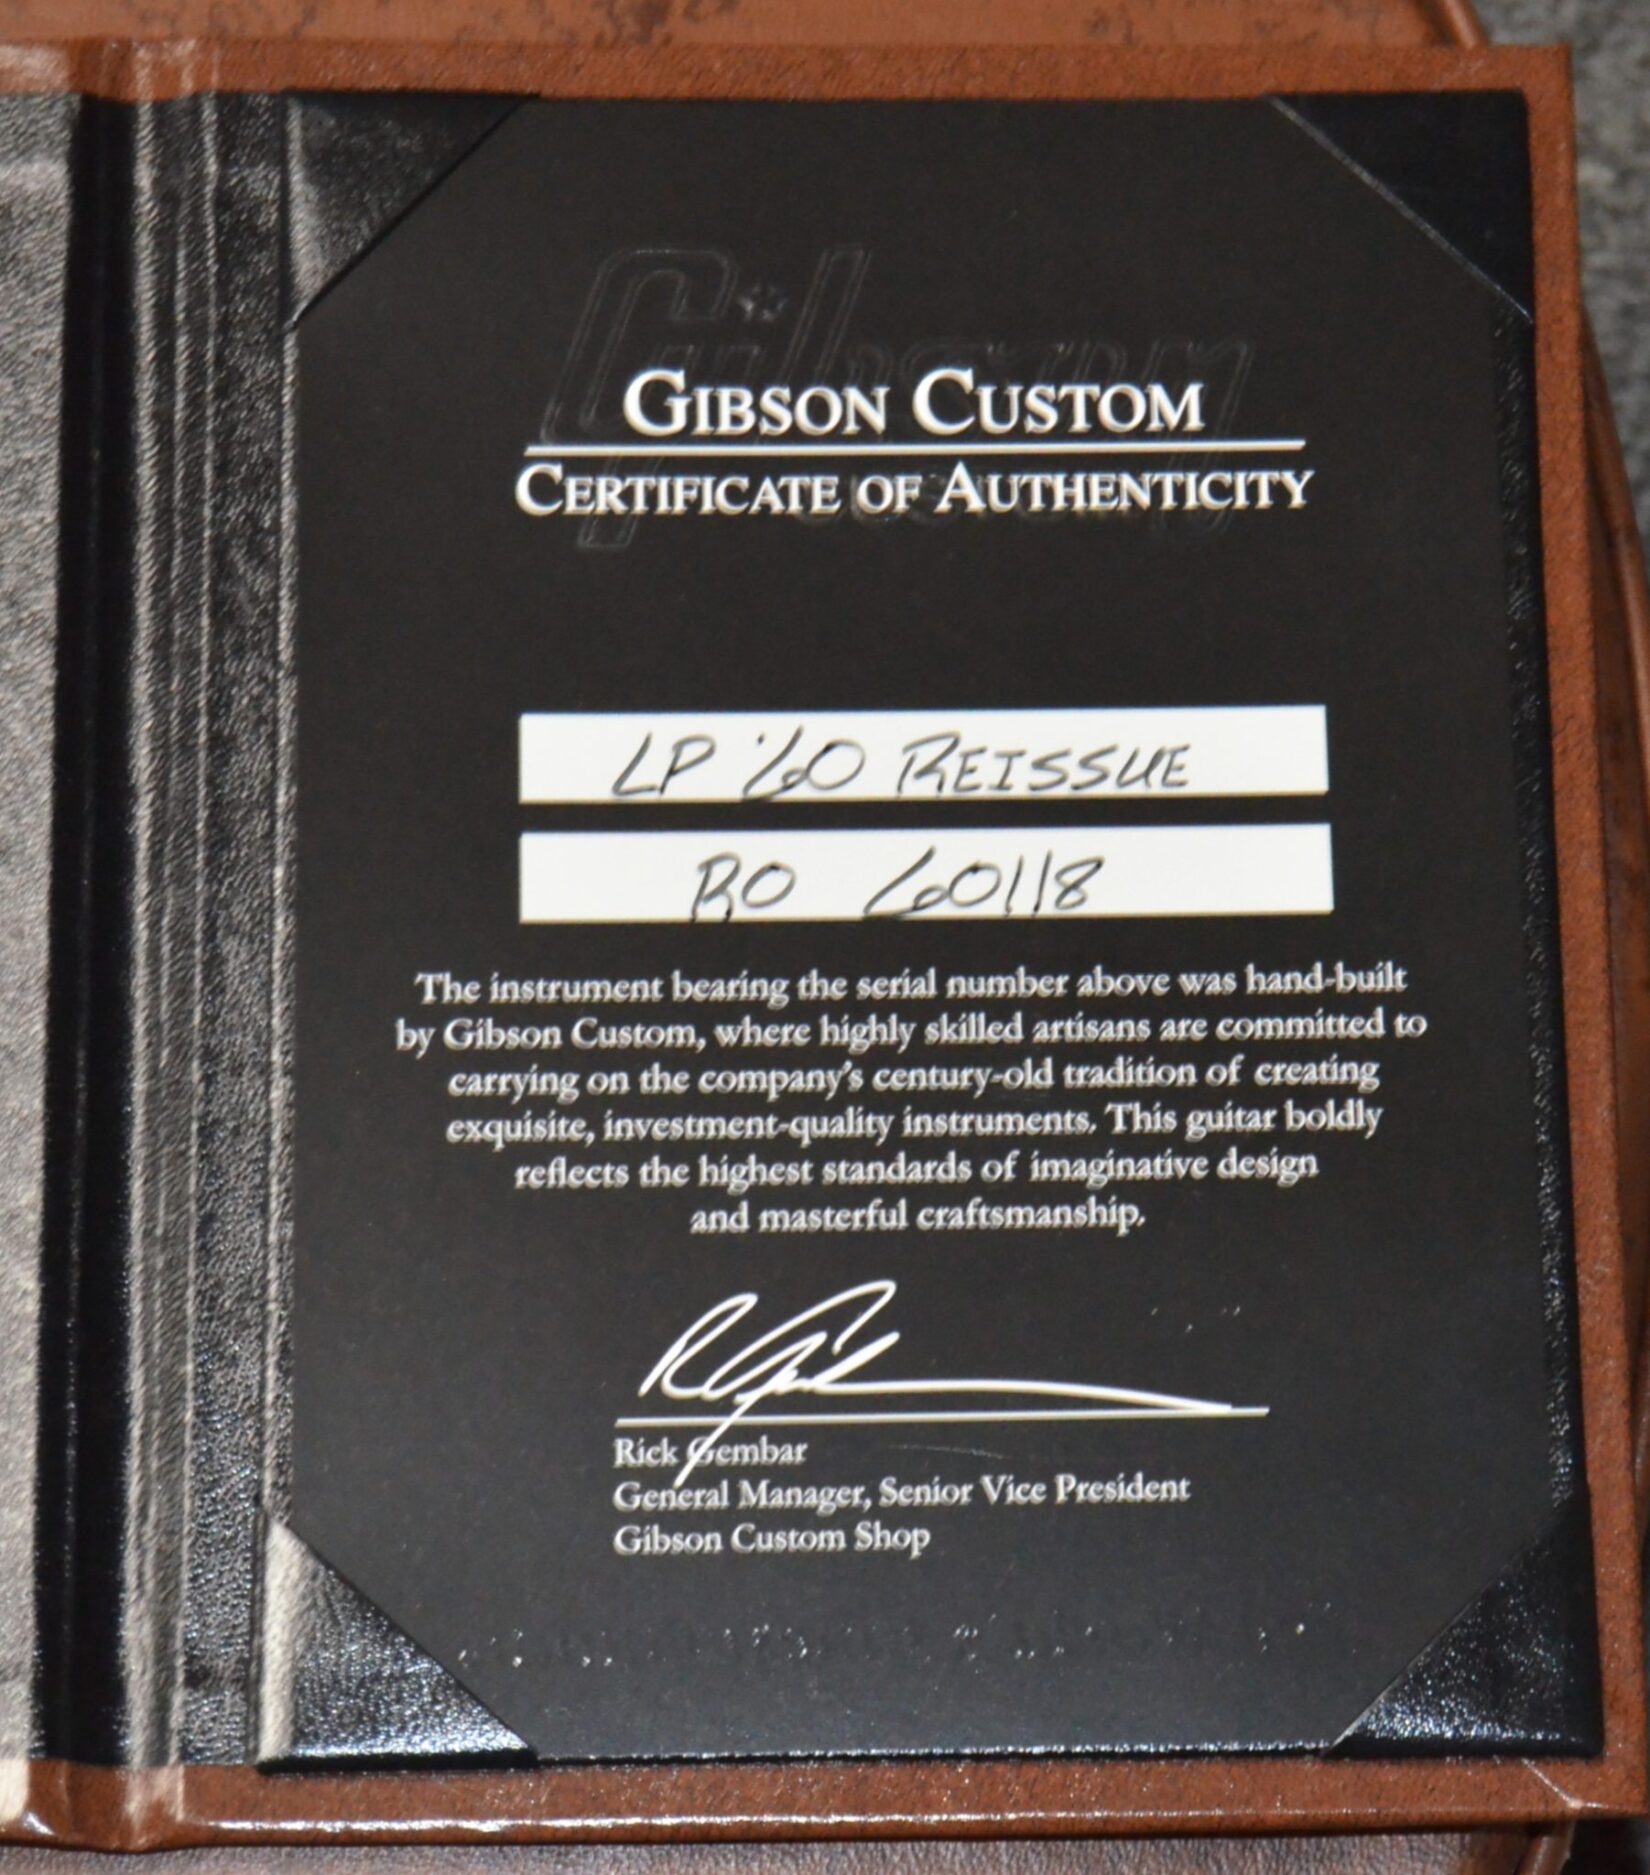 GIBSON CUSTOM
CERTIFICATE OF AUTHENTICITY
LP '60 REISSUE
RO 60118
The instrument bearing the serial number above was hand-built
by Gibson Custom, where highly skilled artisans are committed to
carrying on the company's century-old tradition of creating
exquisite, investment-quality instruments. This guitar boldly
reflects the highest standards of imaginative design
and masterful craftsmanship.
Rick Gembar
General Manager, Senior Vice President
Gibson Custom Shop